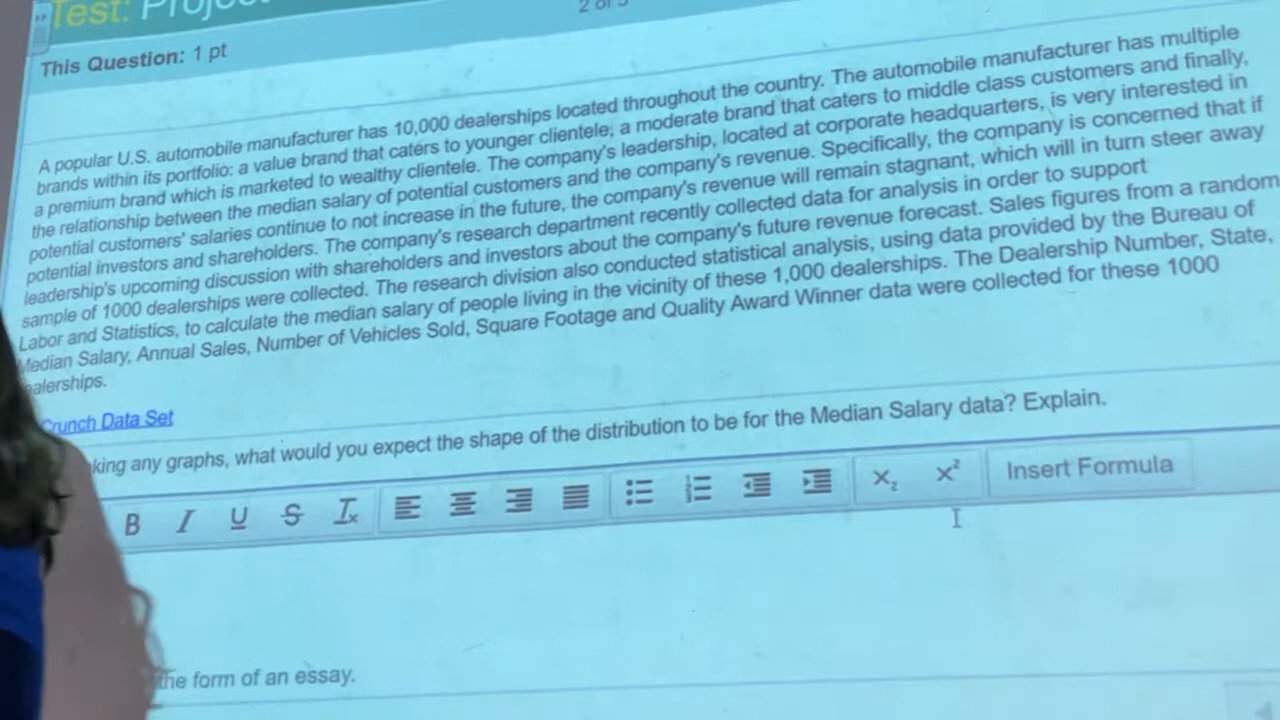 Test: Project
2 of 5
This Question: 1 pt
A popular U.S. automobile manufacturer has 10,000 dealerships located throughout the country. The automobile manufacturer has multiple
brands within its portfolio: a value brand that caters to younger clientele; a moderate brand that caters to middle class customers and finally,
a premium brand which is marketed to wealthy clientele. The company's leadership, located at corporate headquarters, is very interested in
the relationship between the median salary of potential customers and the company's revenue. Specifically, the company is concerned that if
potential customers' salaries continue to not increase in the future, the company's revenue will remain stagnant, which will in turn steer away
potential investors and shareholders. The company's research department recently collected data for analysis in order to support
leadership's upcoming discussion with shareholders and investors about the company's future revenue forecast. Sales figures from a random
sample of 1000 dealerships were collected. The research division also conducted statistical analysis, using data provided by the Bureau of
Labor and Statistics, to calculate the median salary of people living in the vicinity of these 1,000 dealerships. The Dealership Number, State,
Median Salary, Annual Sales, Number of Vehicles Sold, Square Footage and Quality Award Winner data were collected for these 1000
ealerships.
Crunch Data Set
king any graphs, what would you expect the shape of the distribution to be for the Median Salary data? Explain.
B I U S Ix X₂ X² Insert Formula
the form of an essay.